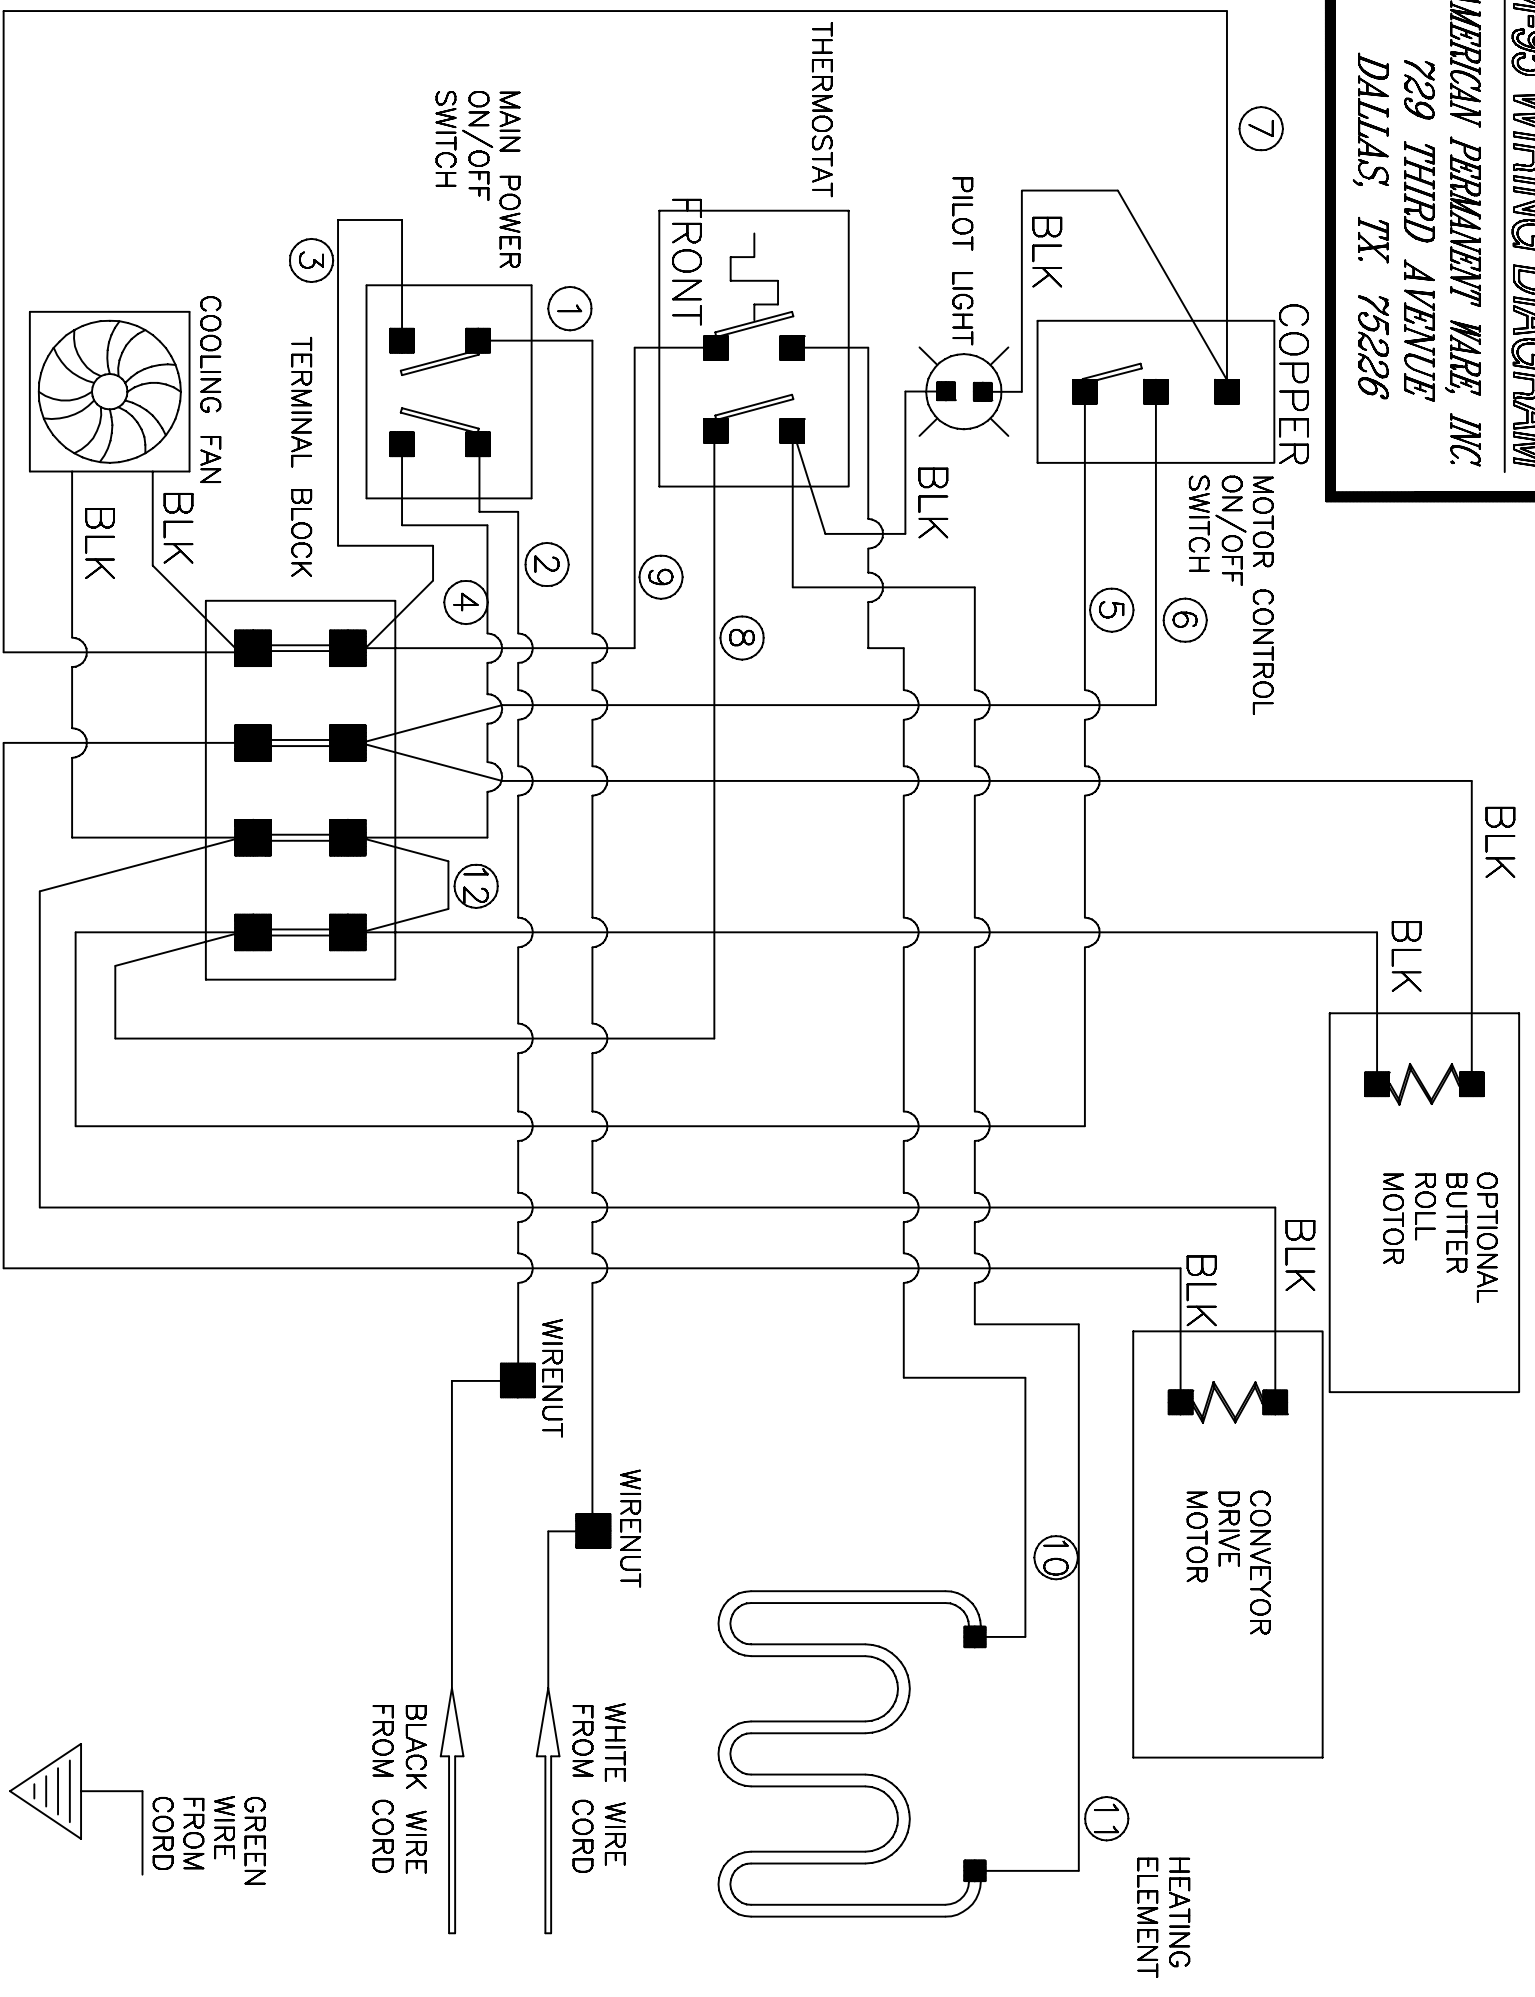 WIRING DIAGRAM
AMERICAN PERMANENT WARE, INC.
729 THIRD AVENUE
DALLAS, TX. 75226
BLK
OPTIONAL
BUTTER
ROLL
MOTOR
BLK
CONVEYOR
DRIVE
MOTOR
BLK
BLK
HEATING
ELEMENT
COPPER
MOTOR CONTROL
ON/OFF
SWITCH
7
6
5
11
10
BLK
PILOT LIGHT
BLK
THERMOSTAT
FRONT
8
9
WIRENUT
WIRENUT
WHITE WIRE
FROM CORD
BLACK WIRE
FROM CORD
MAIN POWER
ON/OFF
SWITCH
1
2
4
3
12
TERMINAL BLOCK
COOLING FAN
BLK
BLK
GREEN
WIRE
FROM
CORD